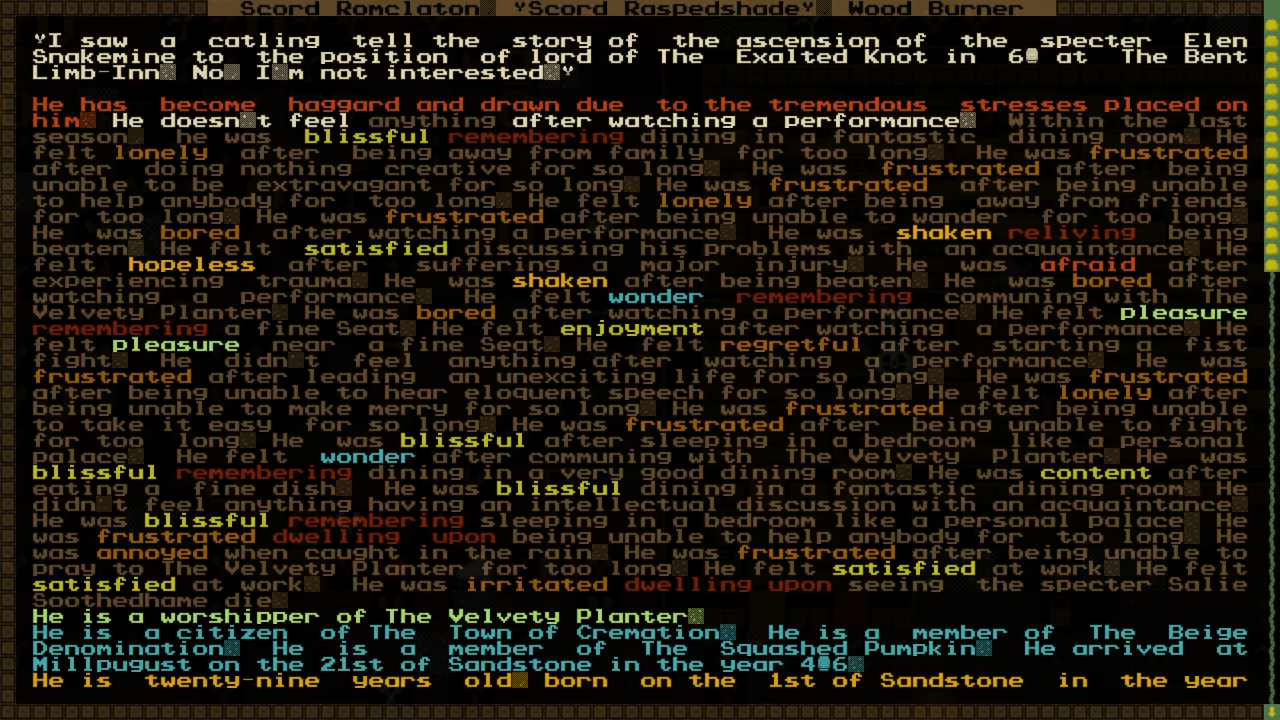 Scord Romclaton, "Scord Raspedshade", Wood Burner
"I saw a catling tell the story of the ascension of the specter Elen
Snakemine to the position of lord of The Exalted Knot in 60 at The Bent
Limb-Inn. No, I'm not interested."
He has become haggard and drawn due to the tremendous stresses placed on
him. He doesn't feel anything after watching a performance. Within the last
season, he was blissful remembering dining in a fantastic dining room. He
felt lonely after being away from family for too long. He was frustrated
after doing nothing creative for so long. He was frustrated after being
unable to be extravagant for so long. He was frustrated after being unable
to help anybody for too long. He felt lonely after being away from friends
for too long. He was frustrated after being unable to wander for too long.
He was bored after watching a performance. He was shaken reliving being
beaten. He felt satisfied discussing his problems with an acquaintance. He
felt hopeless after suffering a major injury. He was afraid after
experiencing trauma. He was shaken after being beaten. He was bored after
watching a performance. He felt wonder remembering communing with The
Velvety Planter. He was bored after watching a performance. He felt pleasure
remembering a fine Seat. He felt enjoyment after watching a performance. He
felt pleasure near a fine Seat. He felt regretful after starting a fist
fight. He didn't feel anything after watching a performance. He was
frustrated after leading an unexciting life for so long. He was frustrated
after being unable to hear eloquent speech for so long. He felt lonely after
being unable to make merry for so long. He was frustrated after being unable
to take it easy for so long. He was frustrated after being unable to fight
for too long. He was blissful after sleeping in a bedroom like a personal
palace. He felt wonder after communing with The Velvety Planter. He was
blissful remembering dining in a very good dining room. He was content after
eating a fine dish. He was blissful dining in a fantastic dining room. He
didn't feel anything having an intellectual discussion with an acquaintance.
He was blissful remembering sleeping in a bedroom like a personal palace. He
was frustrated dwelling upon being unable to help anybody for too long. He
was annoyed when caught in the rain. He was frustrated after being unable to
pray to The Velvety Planter for too long. He felt satisfied at work. He felt
satisfied at work. He was irritated dwelling upon seeing the specter Salie
Soothedhame die.
He is a worshipper of The Velvety Planter.
He is a citizen of The Town of Cremation. He is a member of The Beige
Denomination. He is a member of The Squashed Pumpkin. He arrived at
Millpugust on the 21st of Sandstone in the year 406.
He is twenty-nine years old, born on the 1st of Sandstone in the year